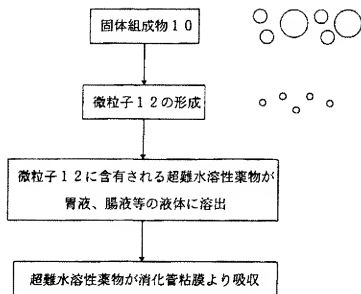 固体組成物１０
微粒子１２の形成
微粒子１２に含有される超難水溶性薬物が
胃液、腸液等の液体に溶出
超難水溶性薬物が消化管粘膜より吸収